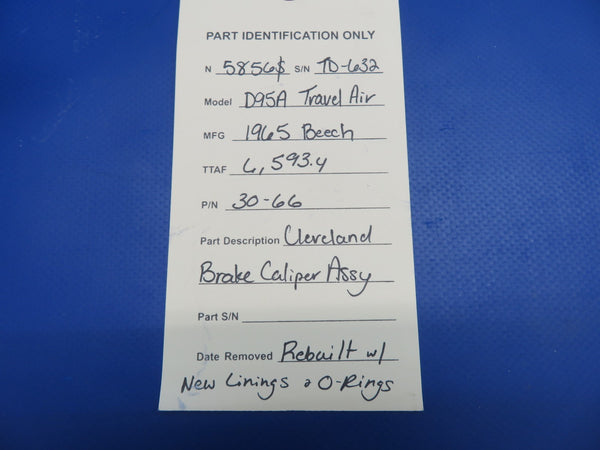 PART IDENTIFICATION ONLY
N 5856$ S/N TD-632
Model D95A Travel Air
MFG 1965 Beech
TTAF 6,593.4
P/N 30-66
Part Description Cleveland
Brake Caliper Assy
Part S/N
Date Removed Rebuilt w/
New Linings & O-Rings